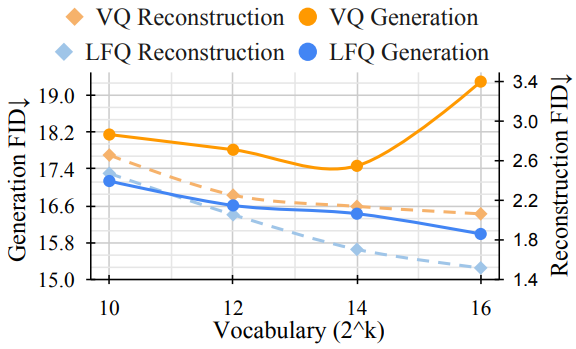 VQ Reconstruction VQ Generation
LFQ Reconstruction LFQ Generation
Generation FID↓
19.0
18.2
17.4
16.6
15.8
15.0
3.4
3.0
2.6
2.2
1.8
1.4
Reconstruction FID↓
10 12 14 16
Vocabulary (2^k)